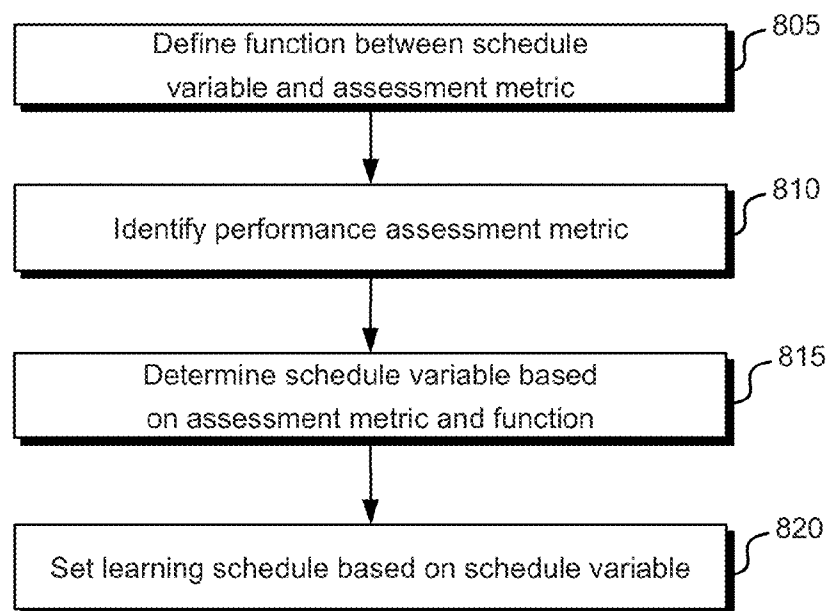 Define function between schedule
variable and assessment metric
805
Identify performance assessment metric
810
Determine schedule variable based
on assessment metric and function
815
Set learning schedule based on schedule variable
820